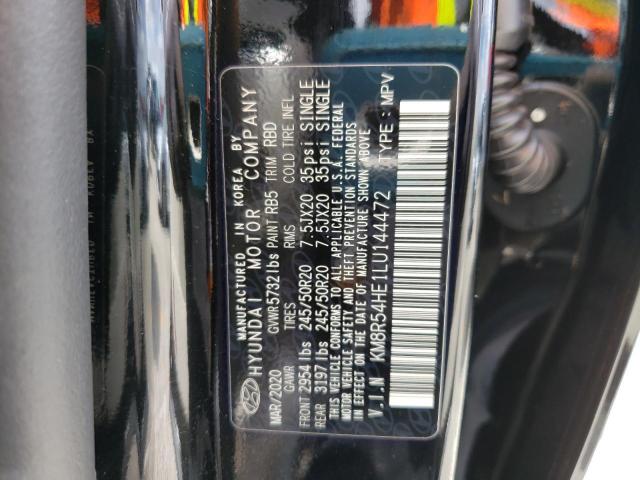 MANUFACTURED IN KOREA BY
HYUNDAI MOTOR COMPANY
MAR/2020 GVWR 5732 lbs PAINT RB5 TRIM RBD
GAWR TIRES RIMS COLD TIRE INFL
FRONT 2954 lbs 245/50R20 7.5JX20 35psi SINGLE
REAR 3197 lbs 245/50R20 7.5JX20 35psi SINGLE
THIS VEHICLE CONFORMS TO ALL APPLICABLE U.S.A. FEDERAL
MOTOR VEHICLE SAFETY AND THEFT PREVENTION STANDARDS
IN EFFECT ON THE DATE OF MANUFACTURE SHOWN ABOVE
V.I.N KM8R54HE1LU144472 TYPE : MPV